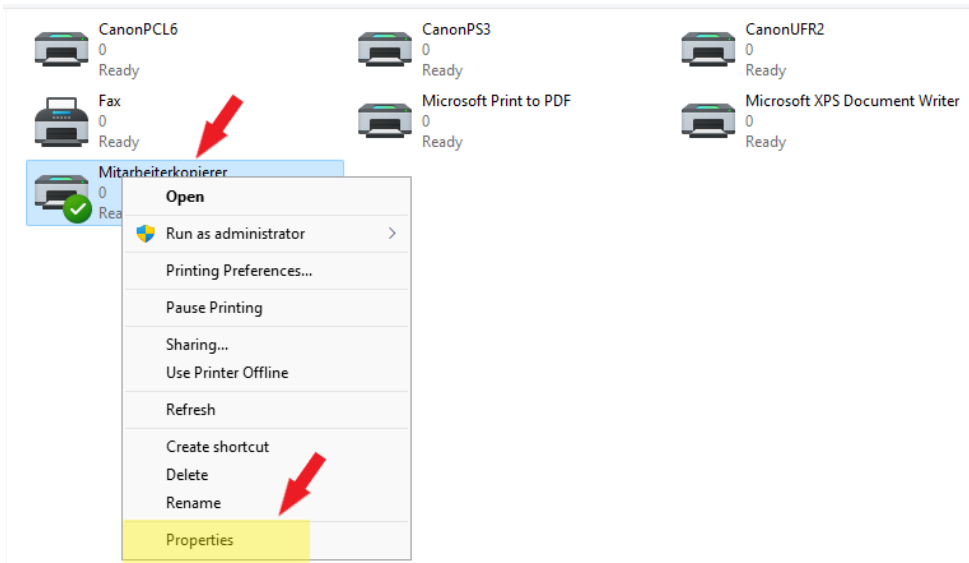 CanonPCL6
0
Ready
CanonPS3
0
Ready
CanonUFR2
0
Ready
Fax
0
Ready
Microsoft Print to PDF
0
Ready
Microsoft XPS Document Writer
0
Ready
Mitarbeiterkopierer
0
Rea
Open
Run as administrator
Printing Preferences...
Pause Printing
Sharing...
Use Printer Offline
Refresh
Create shortcut
Delete
Rename
Properties